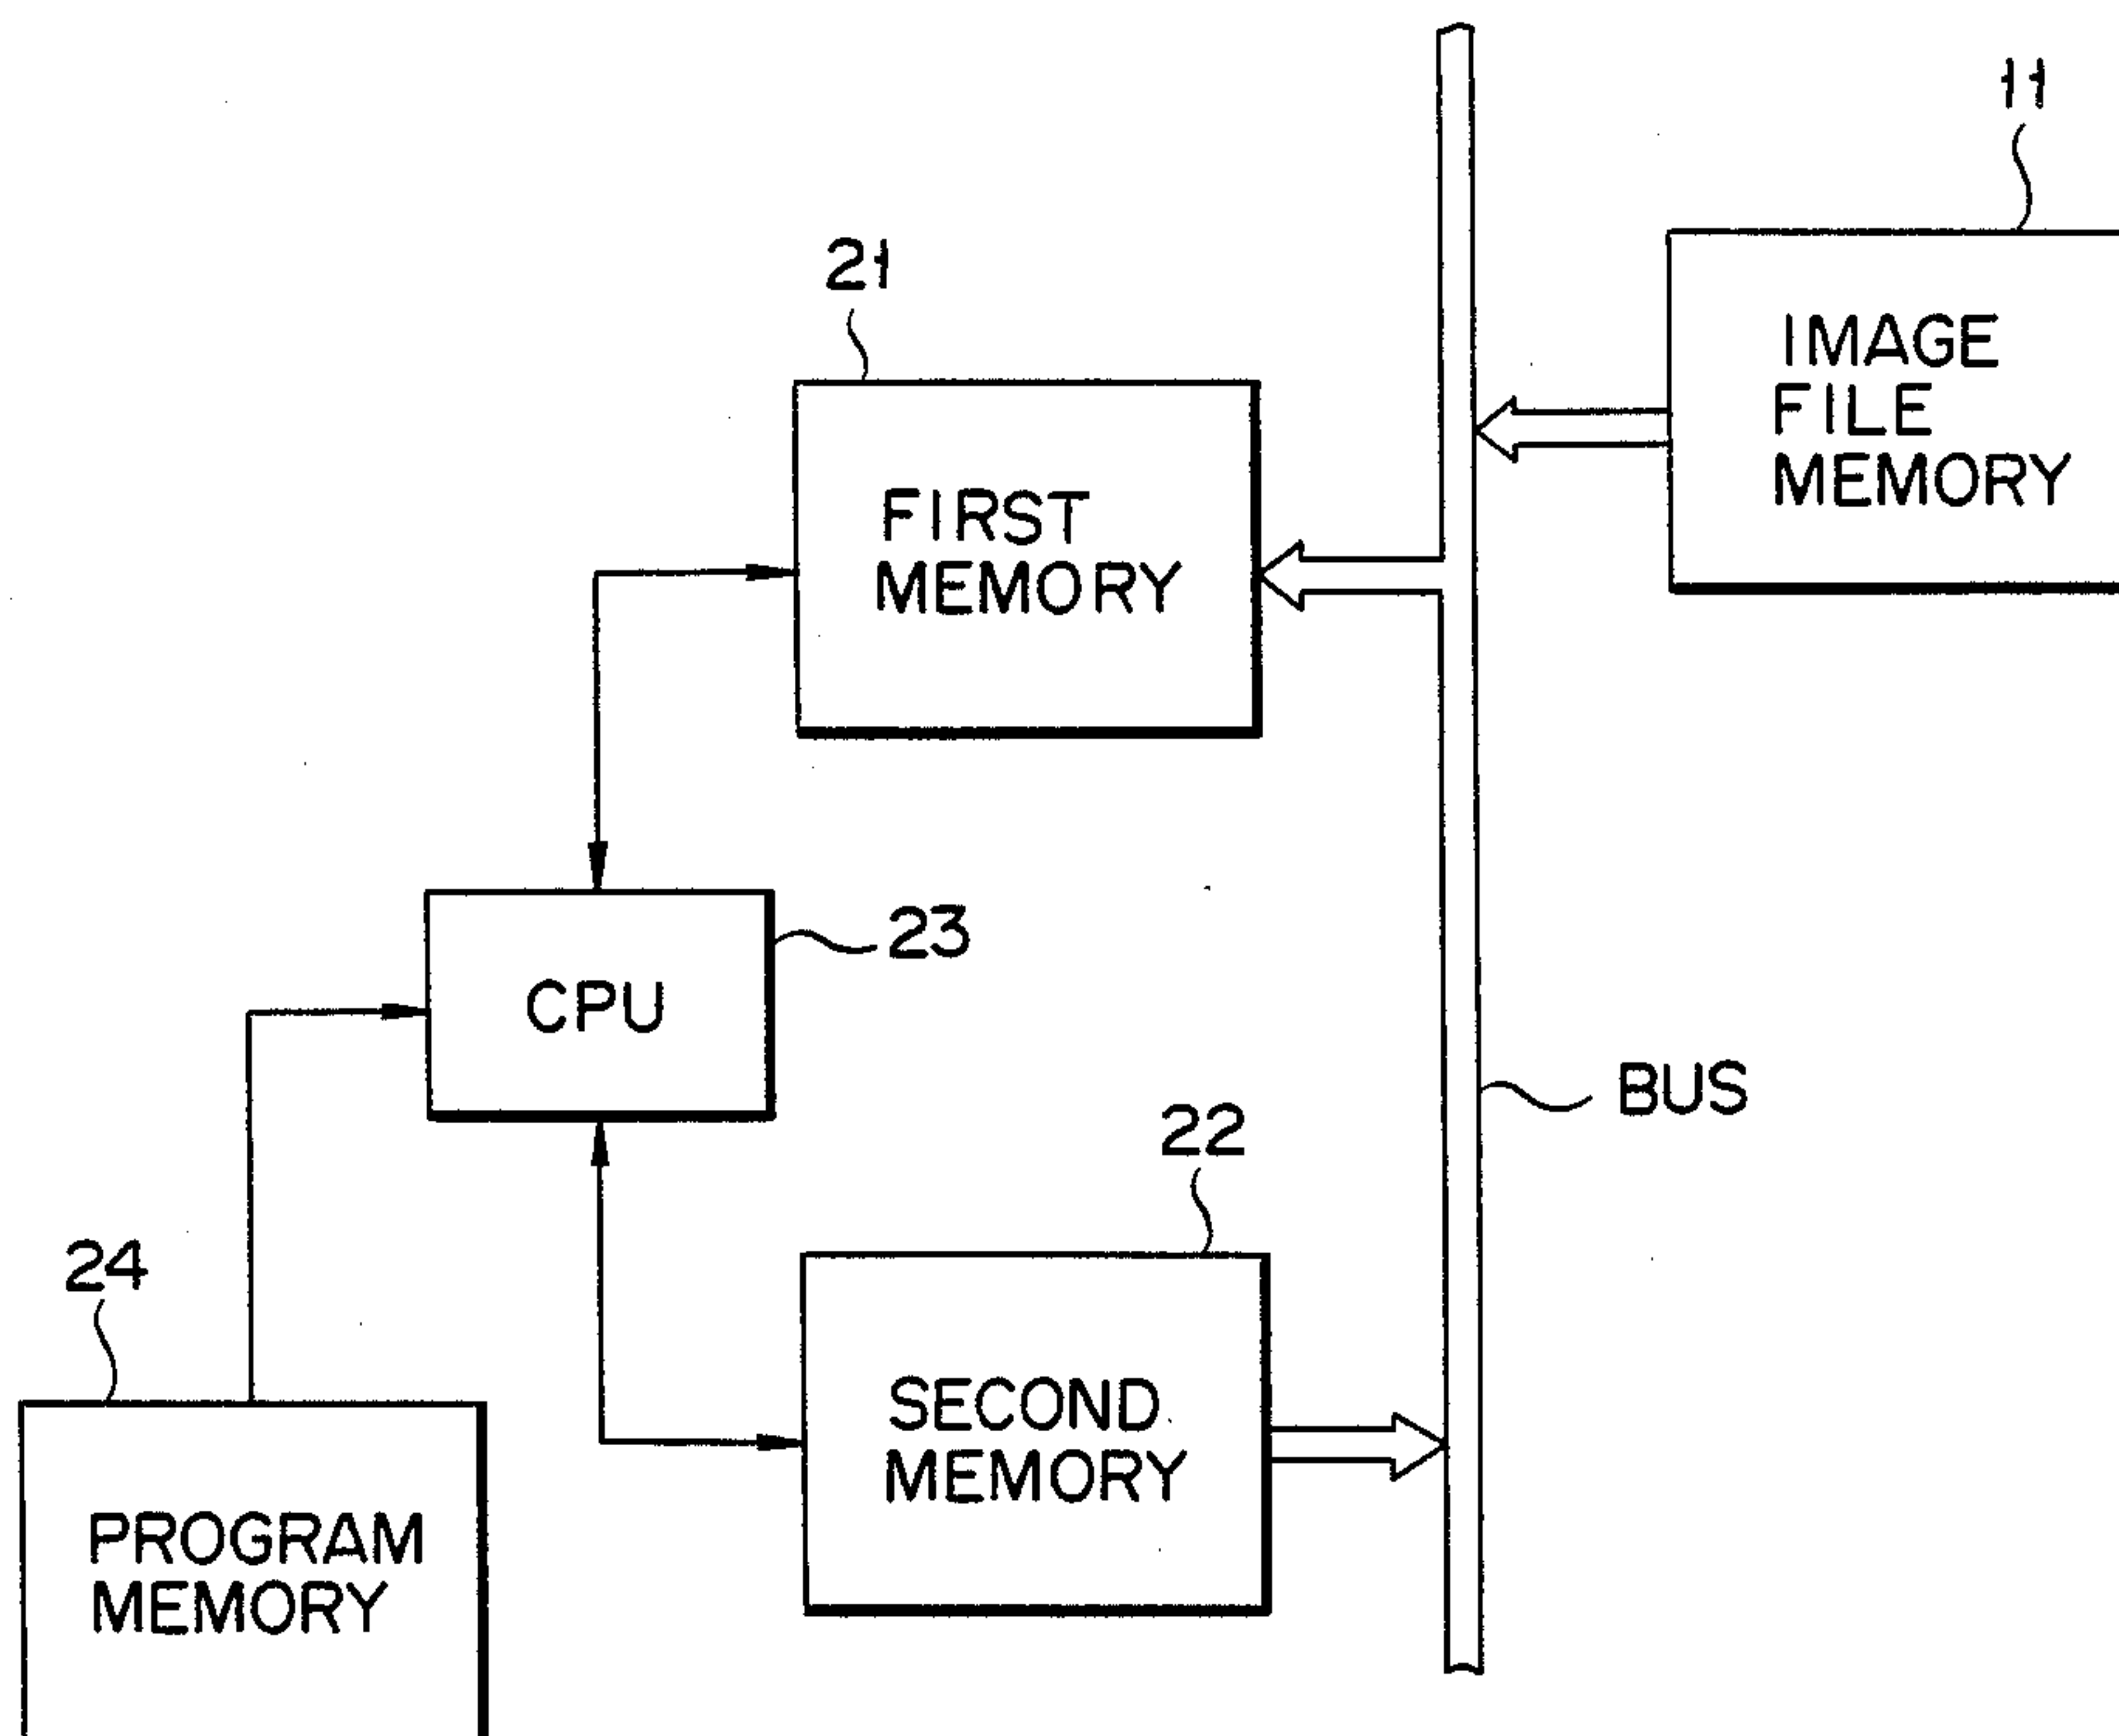 11
IMAGE
FILE
MEMORY
21
FIRST
MEMORY
23
CPU
BUS
22
SECOND
MEMORY
24
PROGRAM
MEMORY